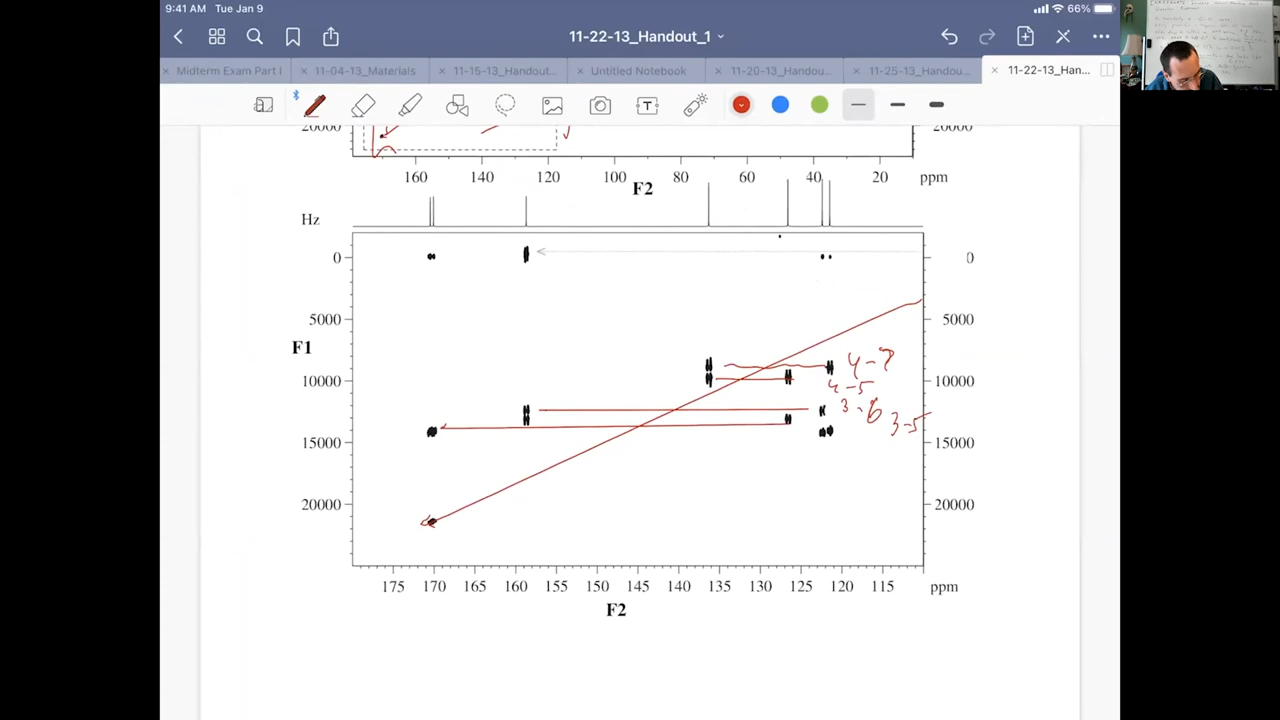 9:41 AM Tue Jan 9
66%
11-22-13_Handout_1
Midterm Exam Part I
11-04-13_Materials
11-15-13_Handout...
Untitled Notebook
11-20-13_Handou...
11-25-13_Handou...
11-22-13_Han...
20000
20000
160 140 120 100 80 60 40 20 ppm
F2
Hz
0 0
5000 5000
F1
4-7
10000 10000
4-5
3-6
3-5
15000 15000
20000 20000
175 170 165 160 155 150 145 140 135 130 125 120 115 ppm
F2